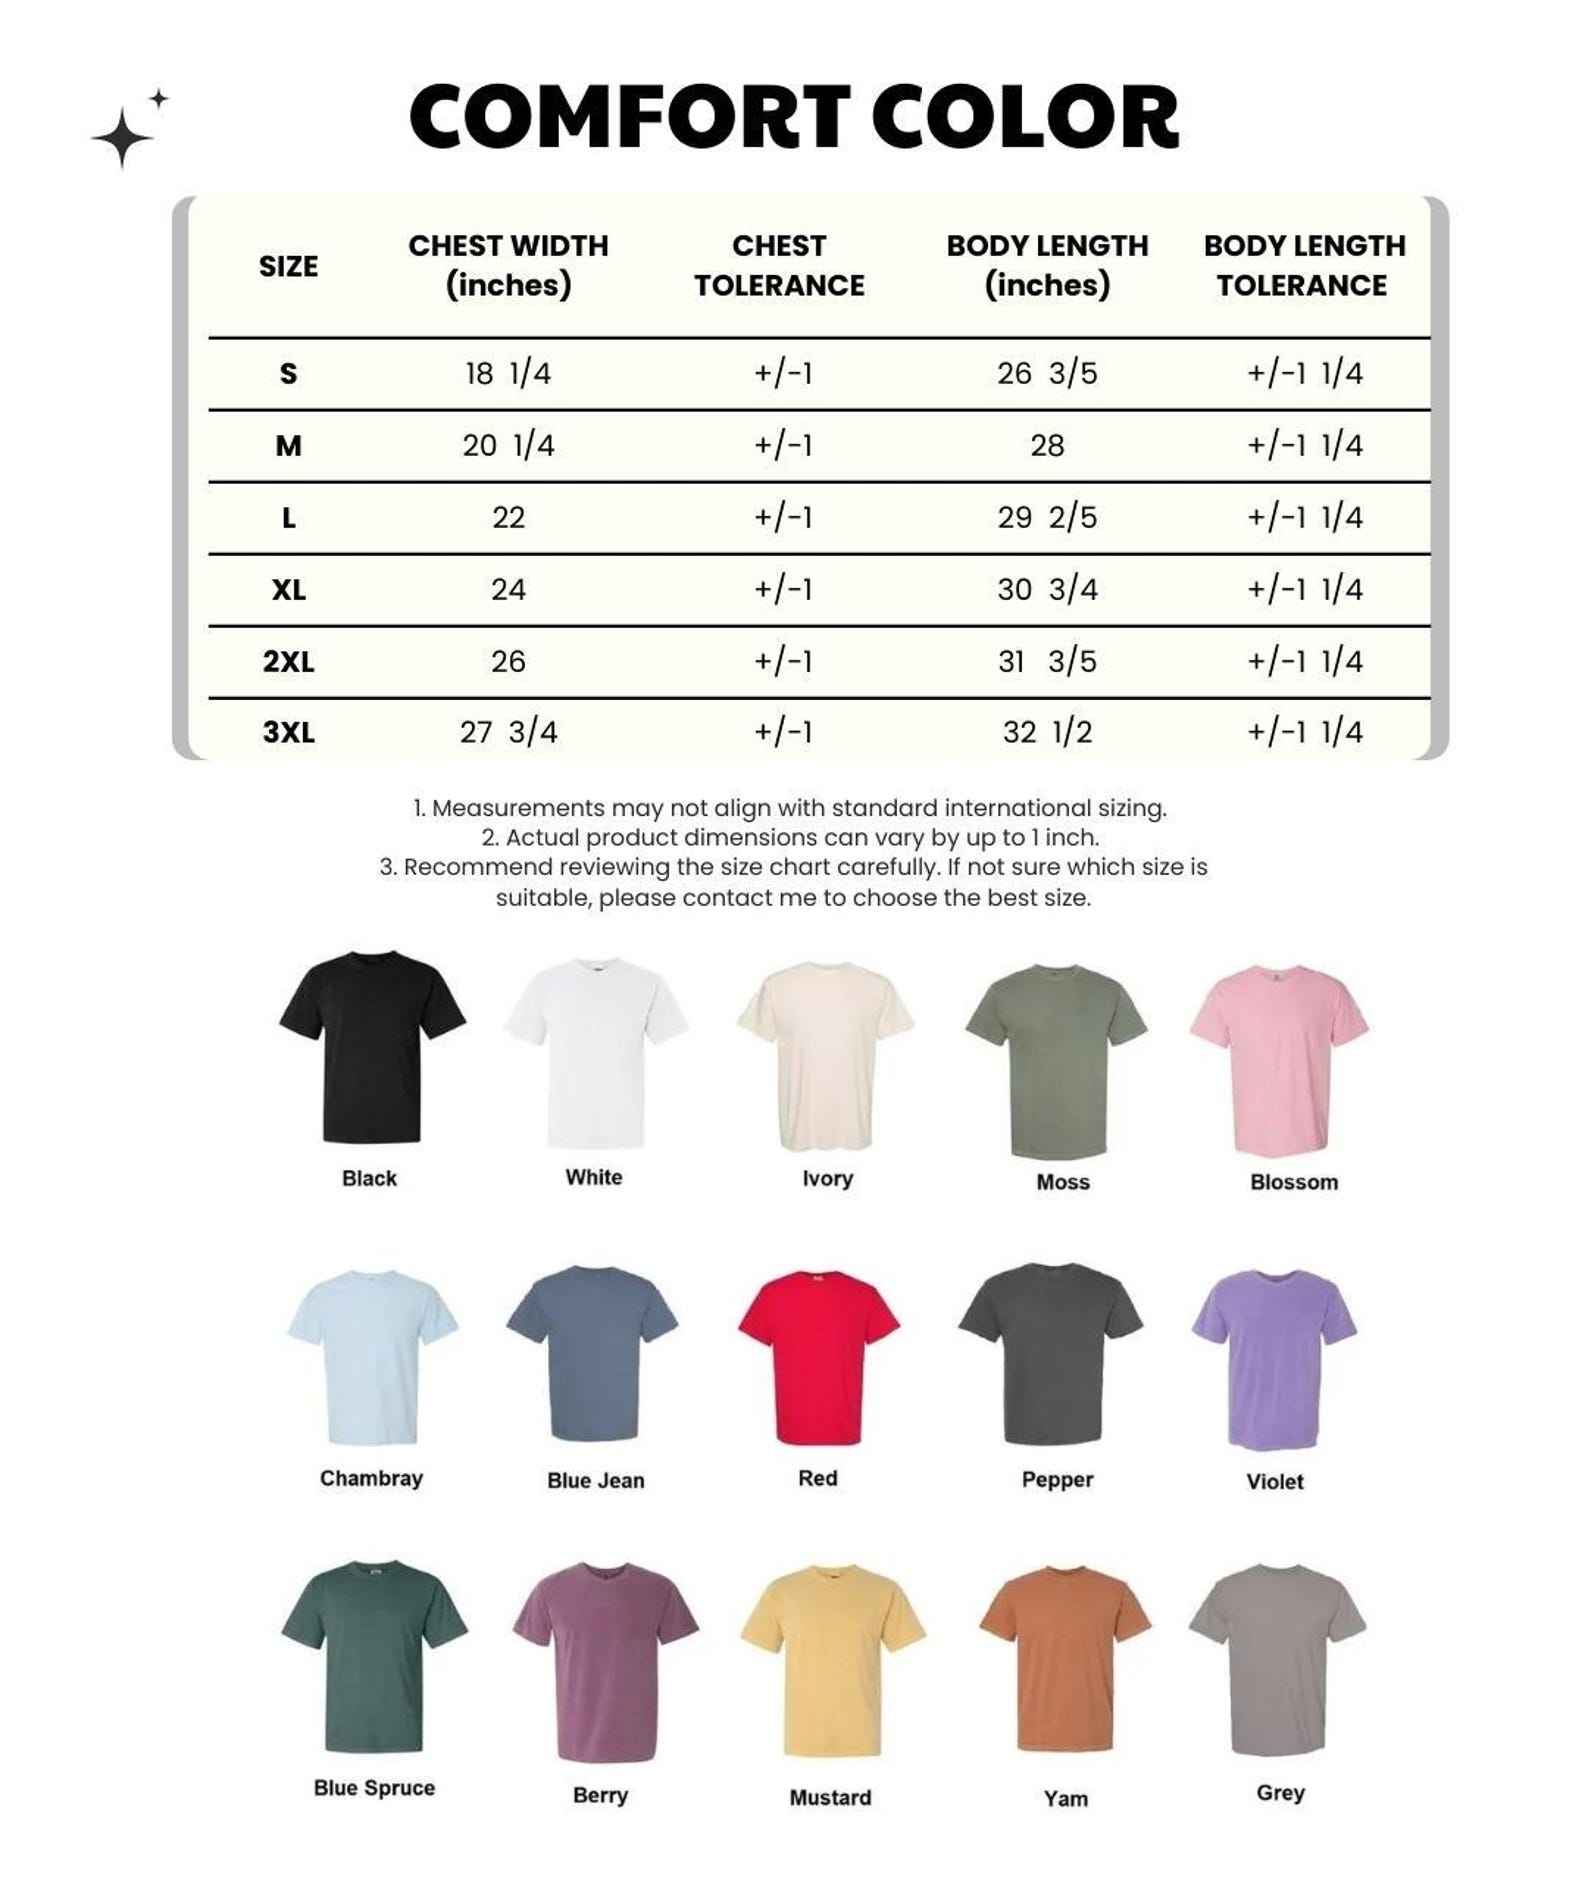 COMFORT COLOR
SIZE CHEST WIDTH (inches) CHEST TOLERANCE BODY LENGTH (inches) BODY LENGTH TOLERANCE
S 18 1/4 +/-1 26 3/5 +/-1 1/4
M 20 1/4 +/-1 28 +/-1 1/4
L 22 +/-1 29 2/5 +/-1 1/4
XL 24 +/-1 30 3/4 +/-1 1/4
2XL 26 +/-1 31 3/5 +/-1 1/4
3XL 27 3/4 +/-1 32 1/2 +/-1 1/4
1. Measurements may not align with standard international sizing.
2. Actual product dimensions can vary by up to 1 inch.
3. Recommend reviewing the size chart carefully. If not sure which size is
suitable, please contact me to choose the best size.
Black White Ivory Moss Blossom
Chambray Blue Jean Red Pepper Violet
Blue Spruce Berry Mustard Yam Grey